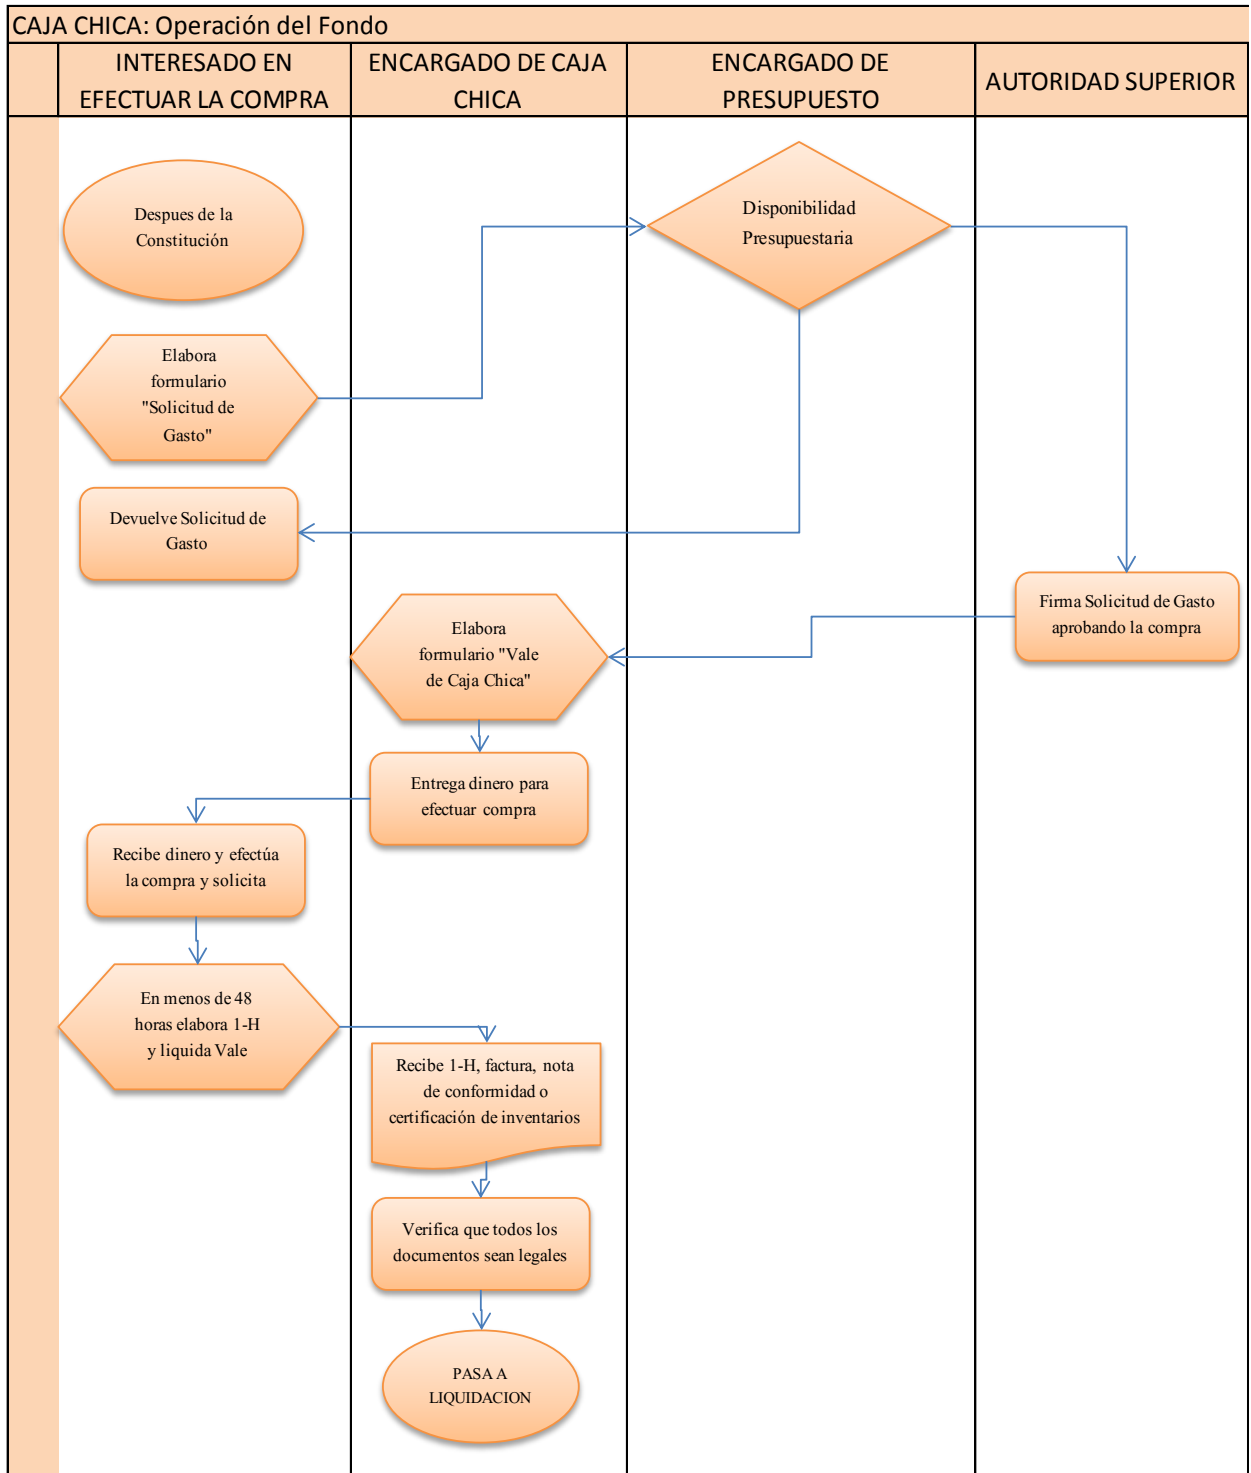 CAJA CHICA: Operación del Fondo
INTERESADO EN
EFECTUAR LA COMPRA
ENCARGADO DE CAJA
CHICA
ENCARGADO DE
PRESUPUESTO
AUTORIDAD SUPERIOR
Despues de la
Constitución
Disponibilidad
Presupuestaria
Elabora
formulario
"Solicitud de
Gasto"
Devuelve Solicitud de
Gasto
Firma Solicitud de Gasto
aprobando la compra
Elabora
formulario "Vale
de Caja Chica"
Entrega dinero para
efectuar compra
Recibe dinero y efectúa
la compra y solicita
En menos de 48
horas elabora 1-H
y liquida Vale
Recibe 1-H, factura, nota
de conformidad o
certificación de inventarios
Verifica que todos los
documentos sean legales
PASA A
LIQUIDACION